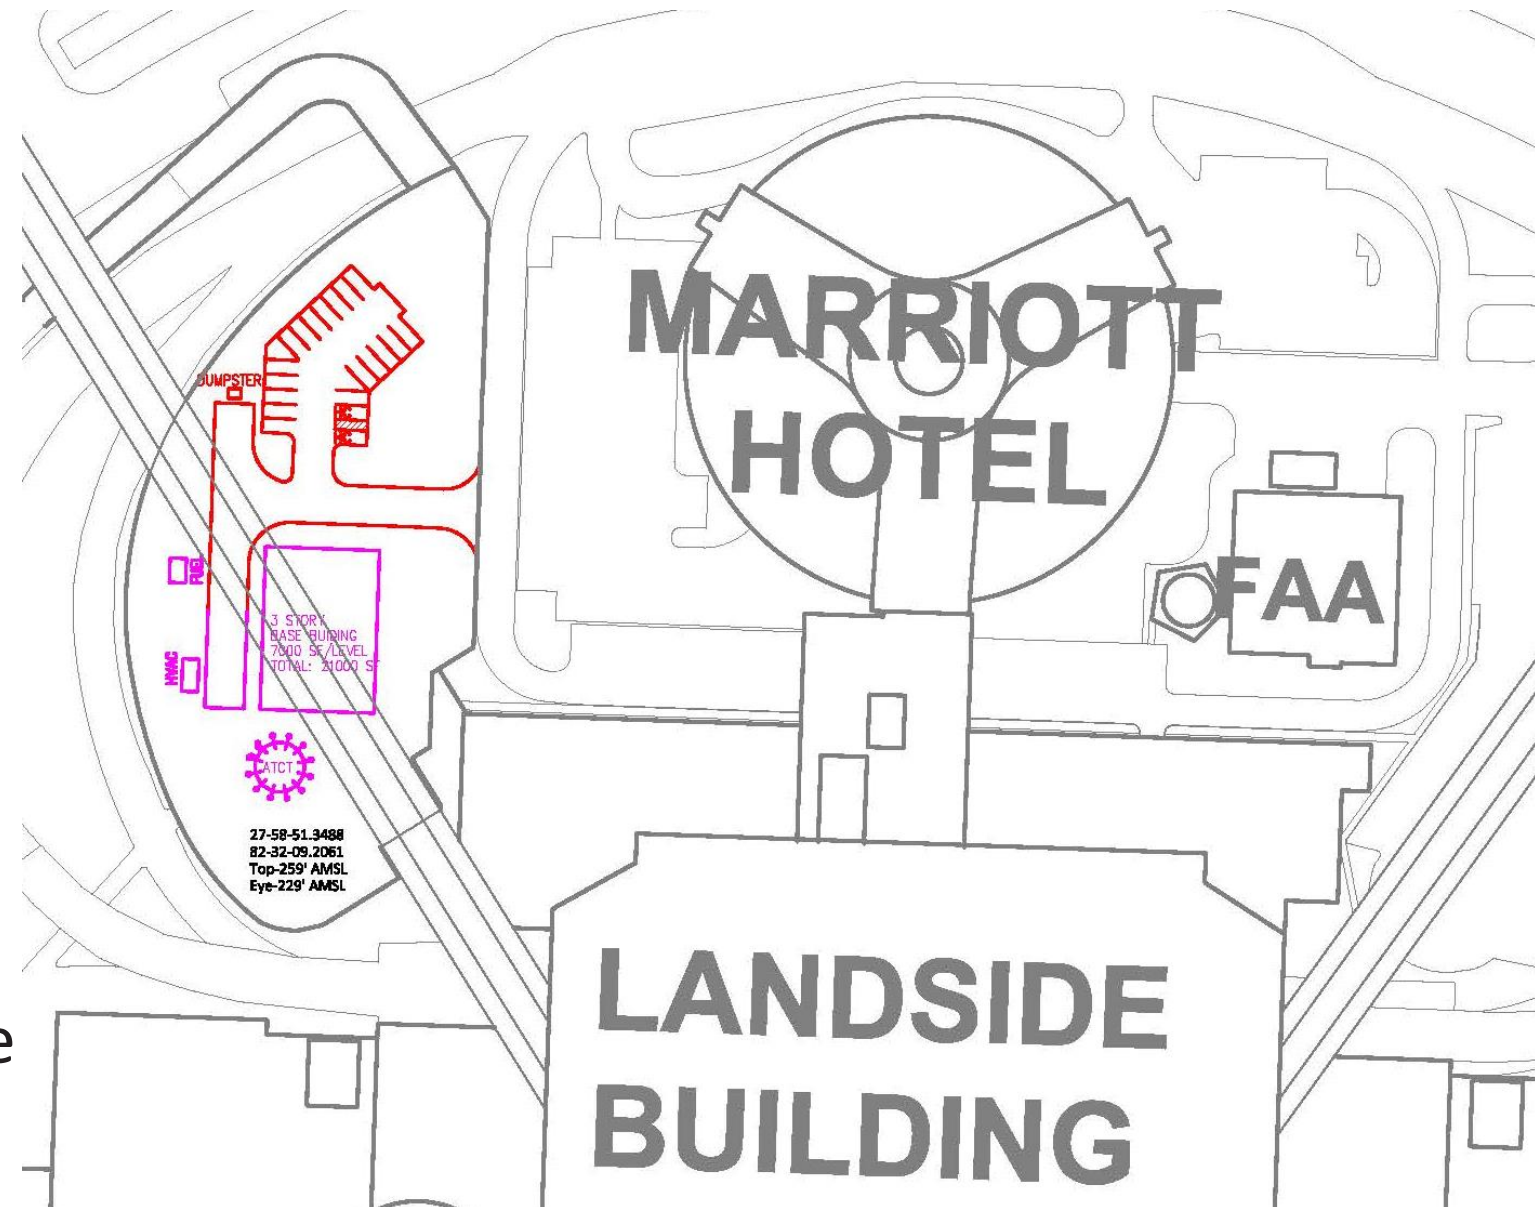 MARRIOTT
HOTEL
DUMPSTER
FUEL
FAA
3 STORY
BASE BUIDING
7000 SF/LEVEL
TOTAL: 21000 SF
HVAC
ATCT
27-58-51.3488
82-32-09.2061
Top-259' AMSL
Eye-229' AMSL
LANDSIDE
e
BUILDING